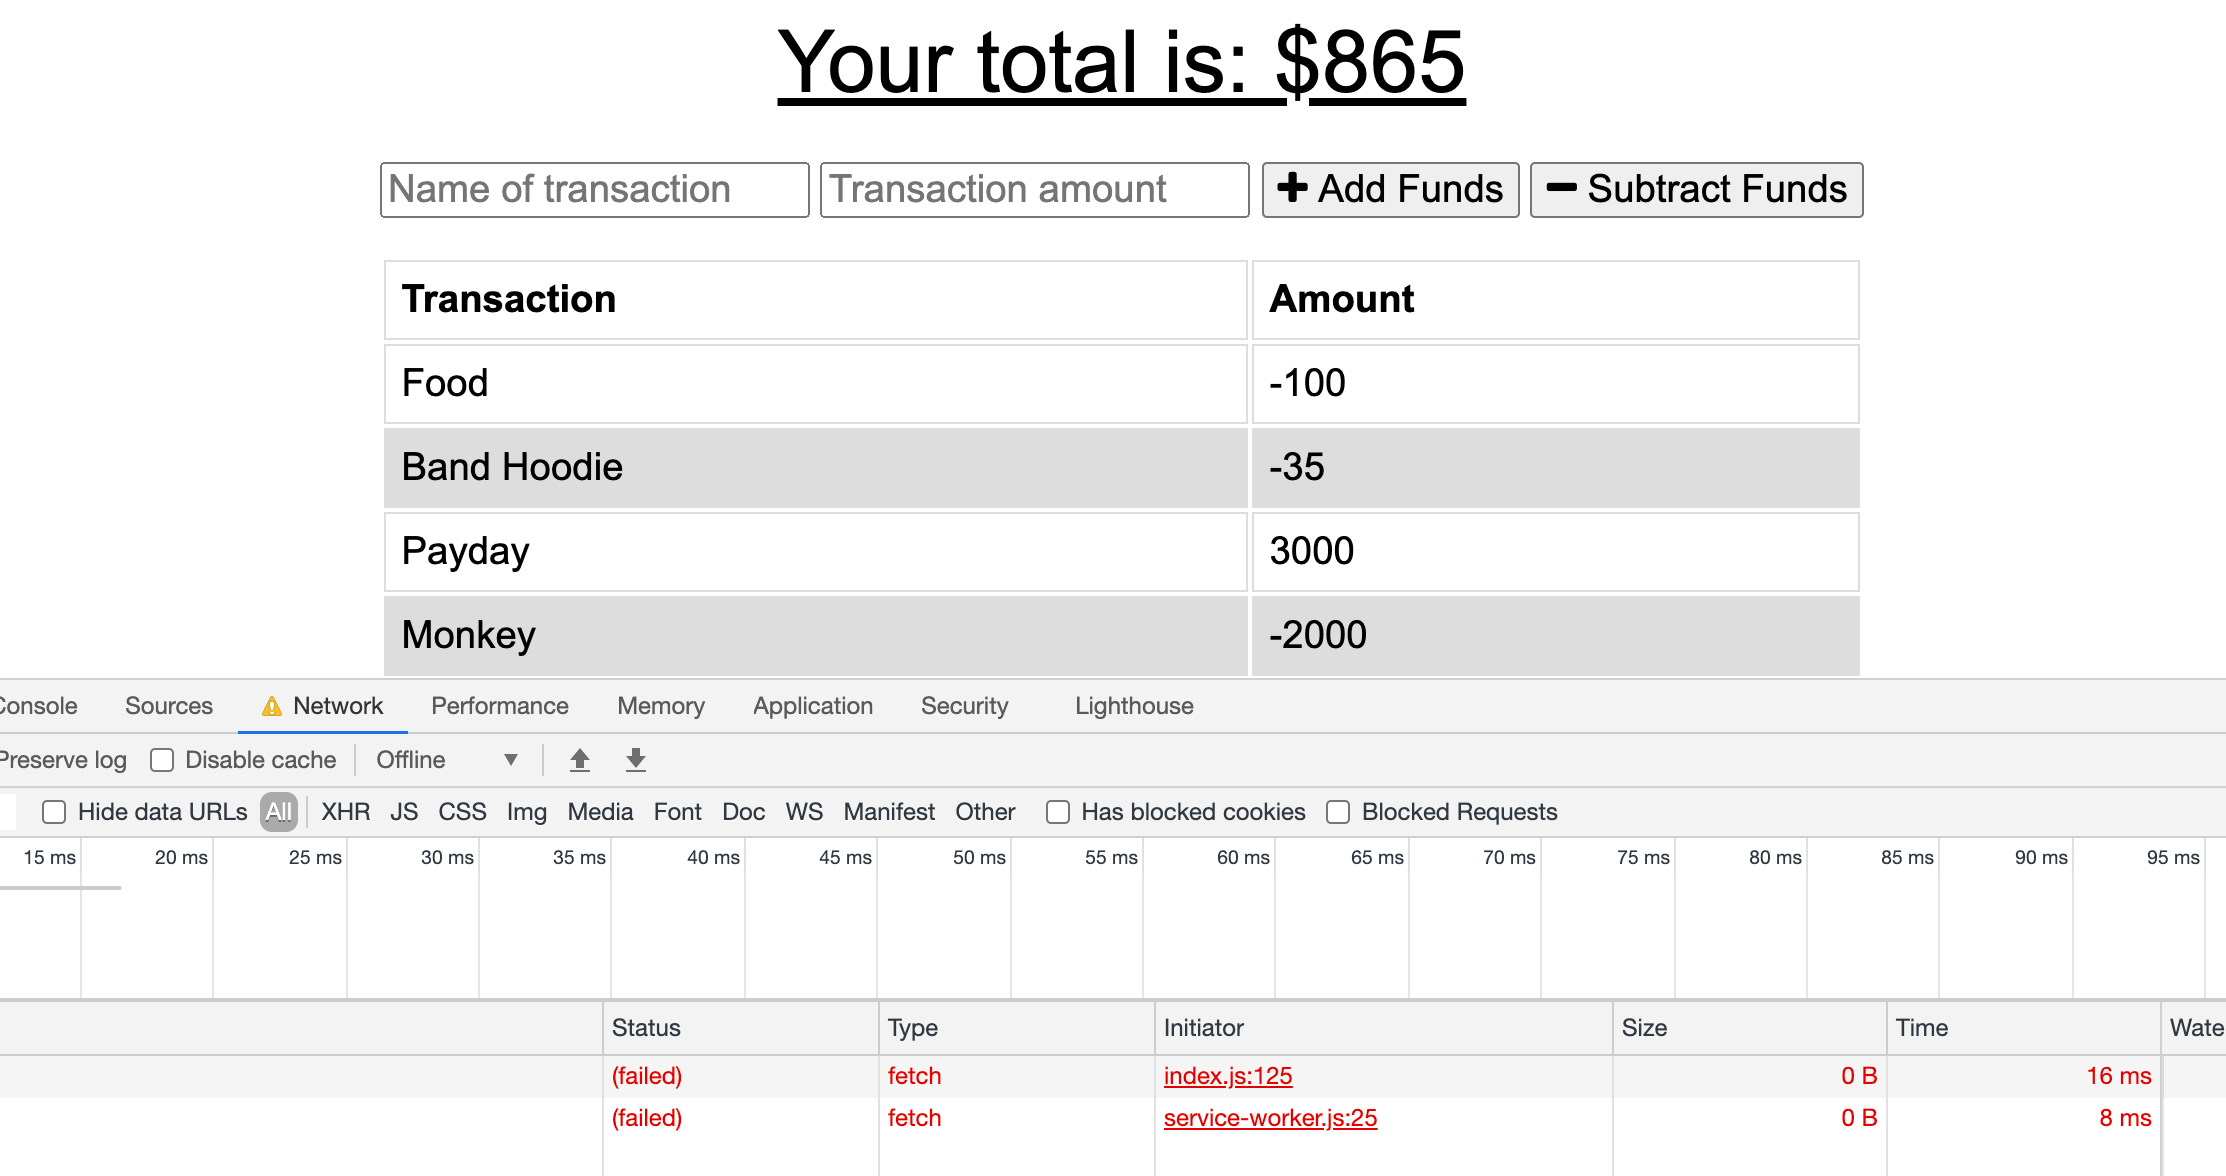 Your total is: $865
Name of transaction Transaction amount Add Funds Subtract Funds
Transaction Amount
Food -100
Band Hoodie -35
Payday 3000
Monkey -2000
Console Sources Network Performance Memory Application Security Lighthouse
Preserve log Disable cache Offline
Hide data URLs All XHR JS CSS Img Media Font Doc WS Manifest Other Has blocked cookies Blocked Requests
15 ms 20 ms 25 ms 30 ms 35 ms 40 ms 45 ms 50 ms 55 ms 60 ms 65 ms 70 ms 75 ms 80 ms 85 ms 90 ms 95 ms
Status Type Initiator Size Time Wate
(failed) fetch index.js:125 0 B 16 ms
(failed) fetch service-worker.js:25 0 B 8 ms